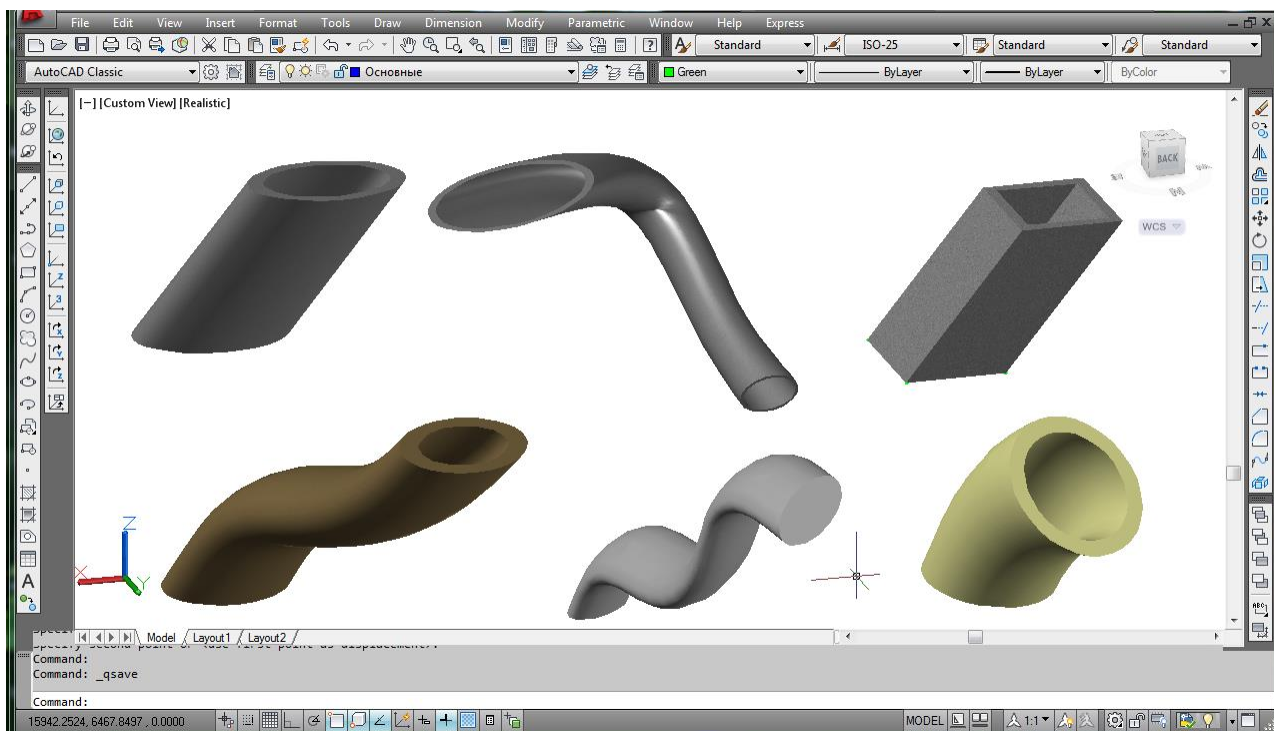 File Edit View Insert Format Tools Draw Dimension Modify Parametric Window Help Express
Standard ISO-25 Standard Standard
AutoCAD Classic Основные Green ByLayer ByLayer ByColor
[−] [Custom View] [Realistic]
BACK
WCS
Z
X
Y
Model Layout1 Layout2
Command:
Command: _qsave
Command:
15942.2524, 6467.8497 , 0.0000 MODEL 1:1